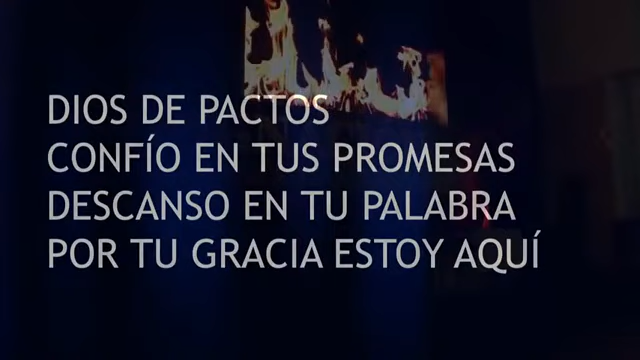 DIOS DE PACTOS
CONFÍO EN TUS PROMESAS
DESCANSO EN TU PALABRA
POR TU GRACIA ESTOY AQUÍ